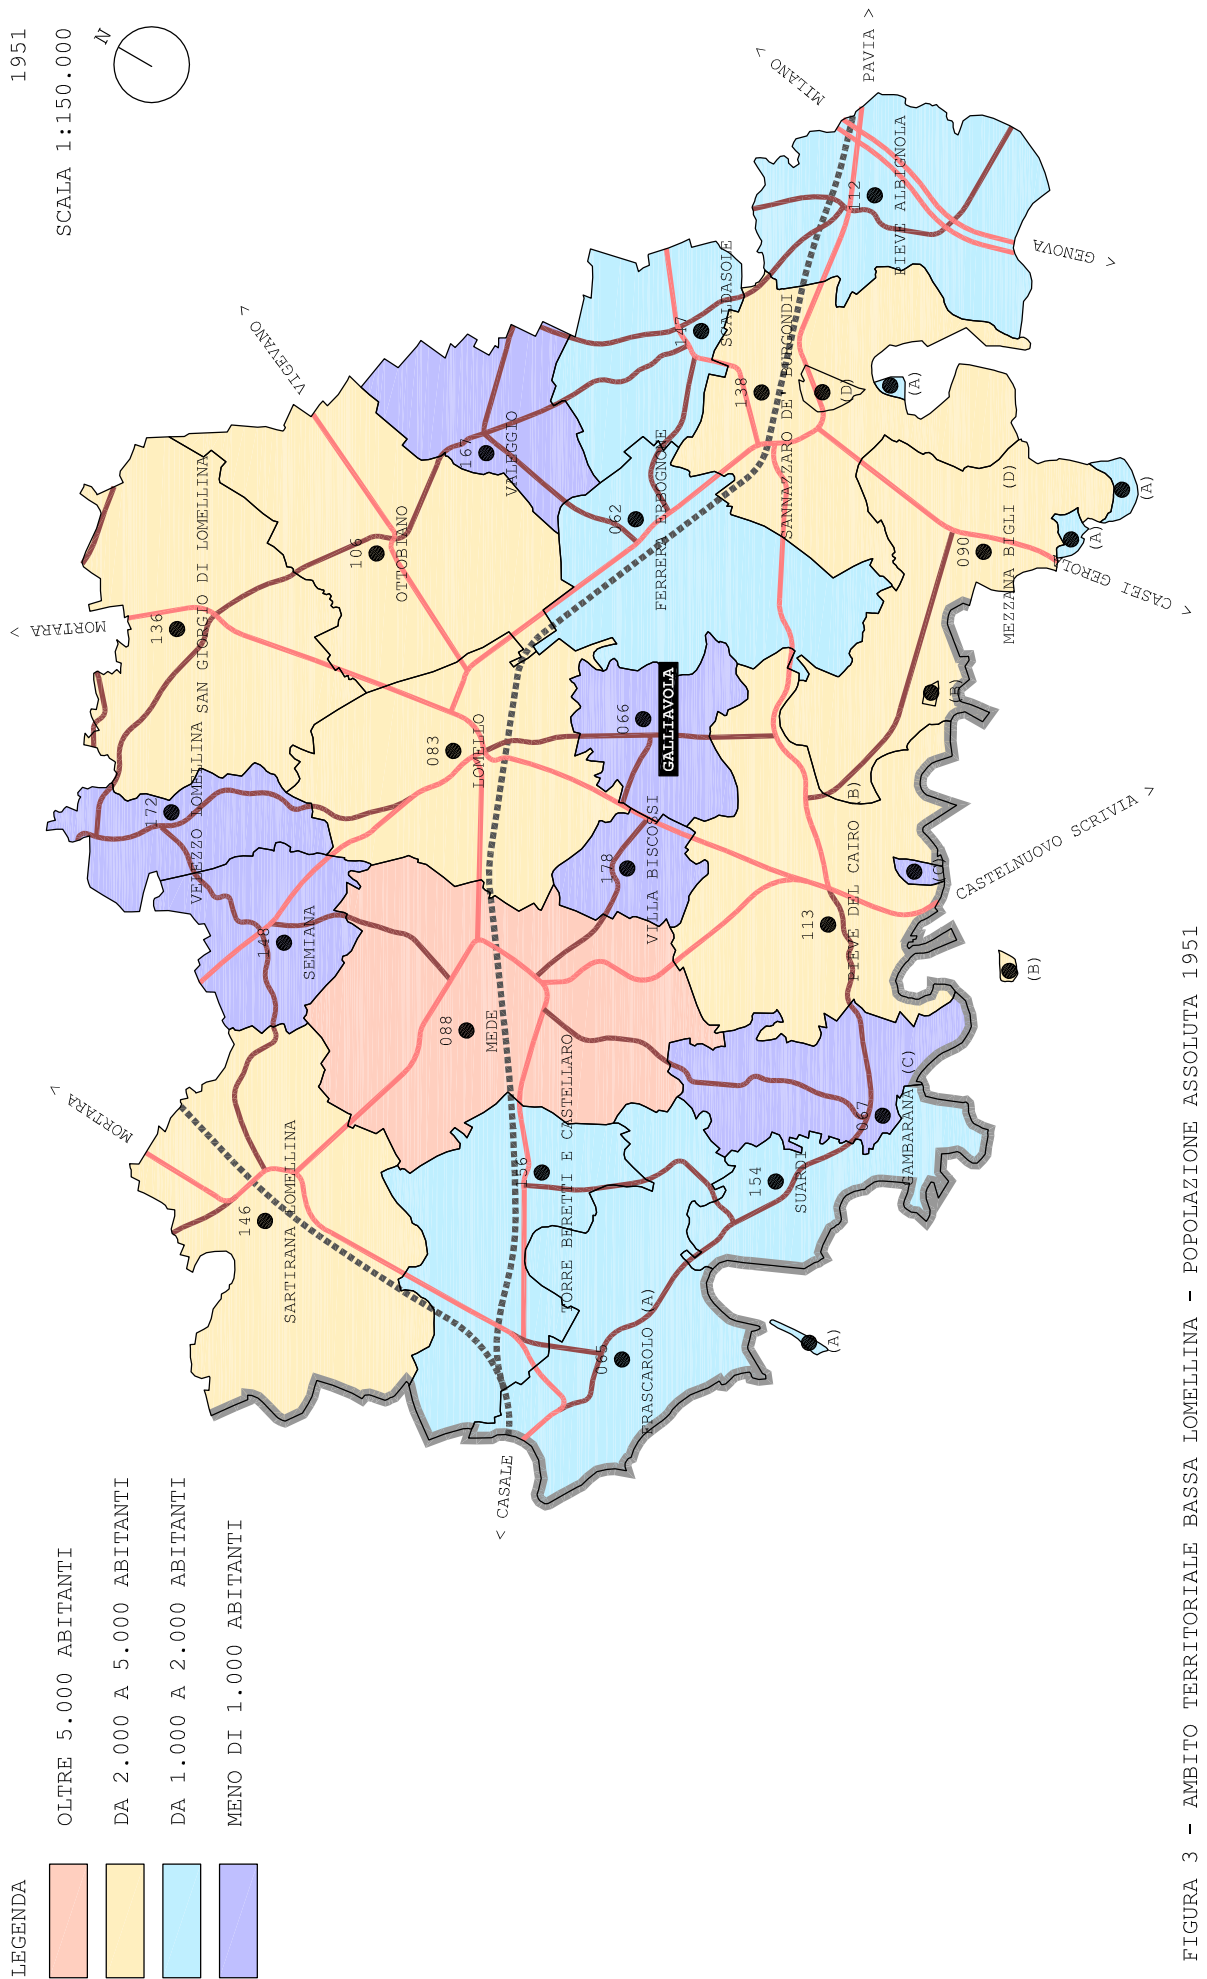 1951
SCALA 1:150.000
N
LEGENDA
OLTRE 5.000 ABITANTI
DA 2.000 A 5.000 ABITANTI
DA 1.000 A 2.000 ABITANTI
MENO DI 1.000 ABITANTI
< MORTARA
146
SARTIRANA LOMELLINA
148
SEMIANA
172
VELEZZO LOMELLINA
136
SAN GIORGIO DI LOMELLINA
< MORTARA
106
OTTOBIANO
VIGEVANO >
083
LOMELLO
088
MEDE
167
VALEGGIO
< CASALE
156
TORRE BERETTI E CASTELLARO
065
FRASCAROLO (A)
178
VILLA BISCOSSI
066
GALLIAVOLA
062
FERRERA ERBOGNONE
147
SCALDASOLE
138
SANNAZZARO DE' BURGONDI
(D)
MILANO >
PAVIA >
112
PIEVE ALBIGNOLA
< GENOVA
154
SUARDI
(A)
067
GAMBARANA (C)
113
PIEVE DEL CAIRO (B)
(C)
(B)
(B)
CASTELNUOVO SCRIVIA >
090
MEZZANA BIGLI (D)
(A)
(A)
(A)
< CASEI GEROLA
FIGURA 3 - AMBITO TERRITORIALE BASSA LOMELLINA - POPOLAZIONE ASSOLUTA 1951